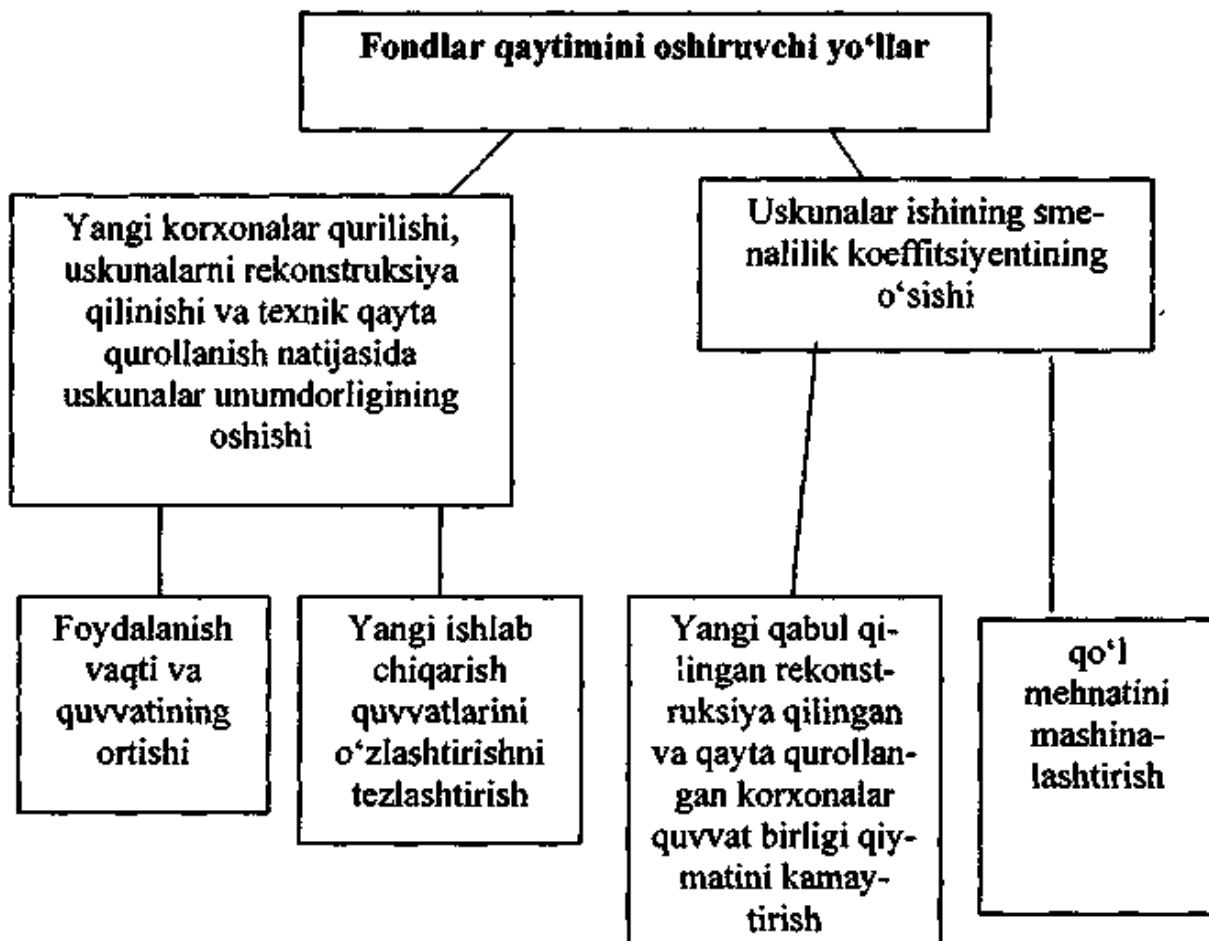 Fondlar qaytimini oshiruvchi yo‘llar
Yangi korxonalar qurilishi,
uskunalarni rekonstruksiya
qilinishi va texnik qayta
qurollanish natijasida
uskunalar unumdorligining
oshishi
Uskunalar ishining sme-
nalilik koeffitsiyentining
o‘sishi
Foydalanish
vaqti va
quvvatining
ortishi
Yangi ishlab
chiqarish
quvvatlarini
o‘zlashtirishni
tezlashtirish
Yangi qabul qi-
lingan rekonst-
ruksiya qilingan
va qayta qurollan-
gan korxonalar
quvvat birligi qiy-
matini kamay-
tirish
qo‘l
mehnatini
mashina-
lashtirish